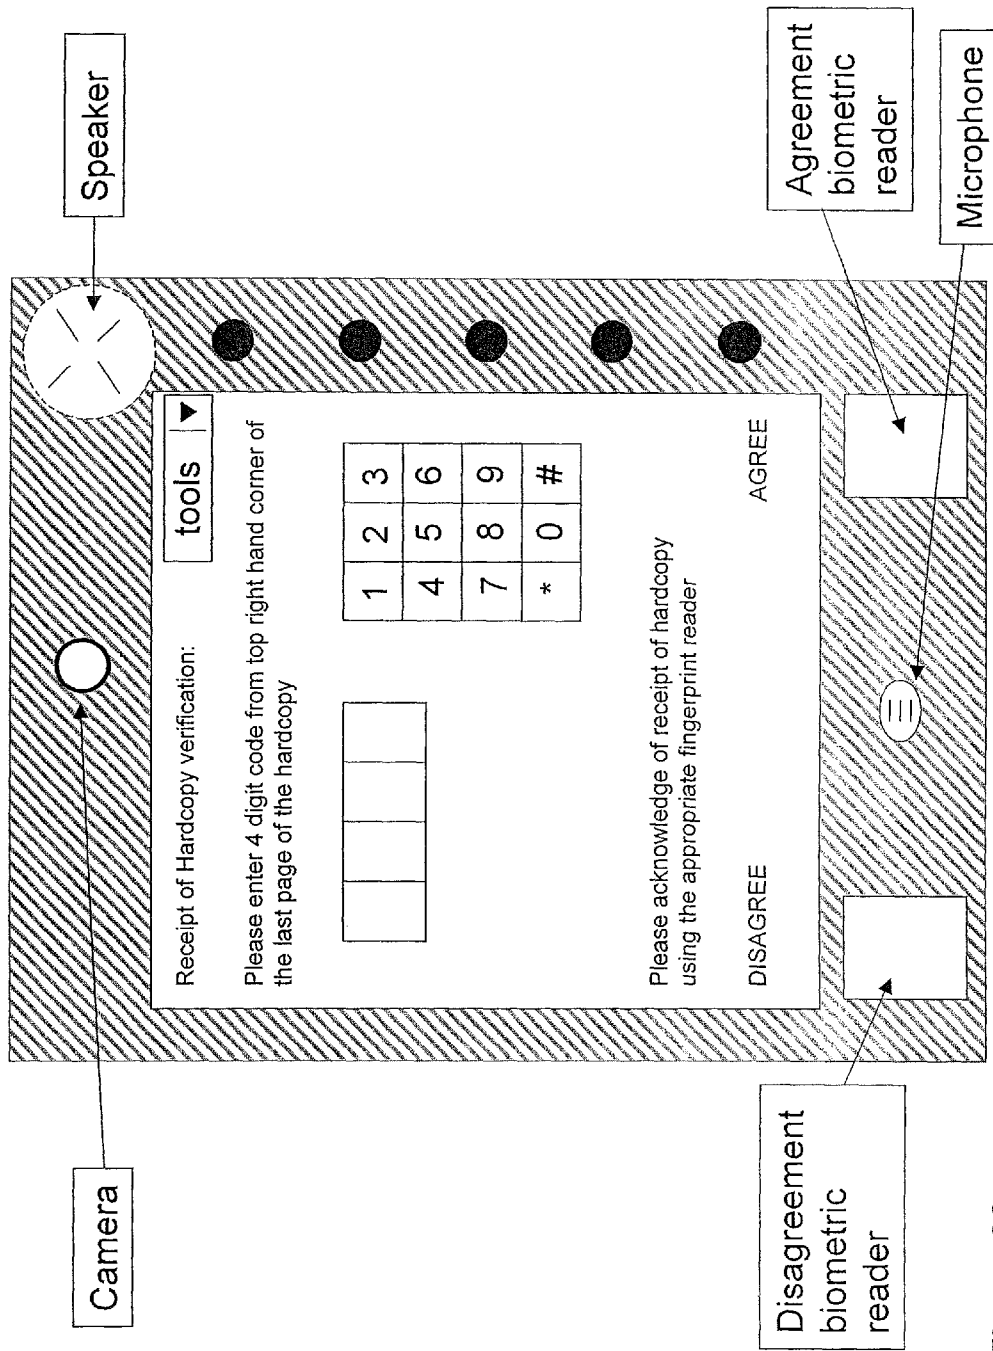 Camera
Speaker
Receipt of Hardcopy verification:
tools
Please enter 4 digit code from top right hand corner of
the last page of the hardcopy
1 2 3
4 5 6
7 8 9
* 0 #
Please acknowledge of receipt of hardcopy
using the appropriate fingerprint reader
DISAGREE
AGREE
Disagreement
biometric
reader
Agreement
biometric
reader
Microphone